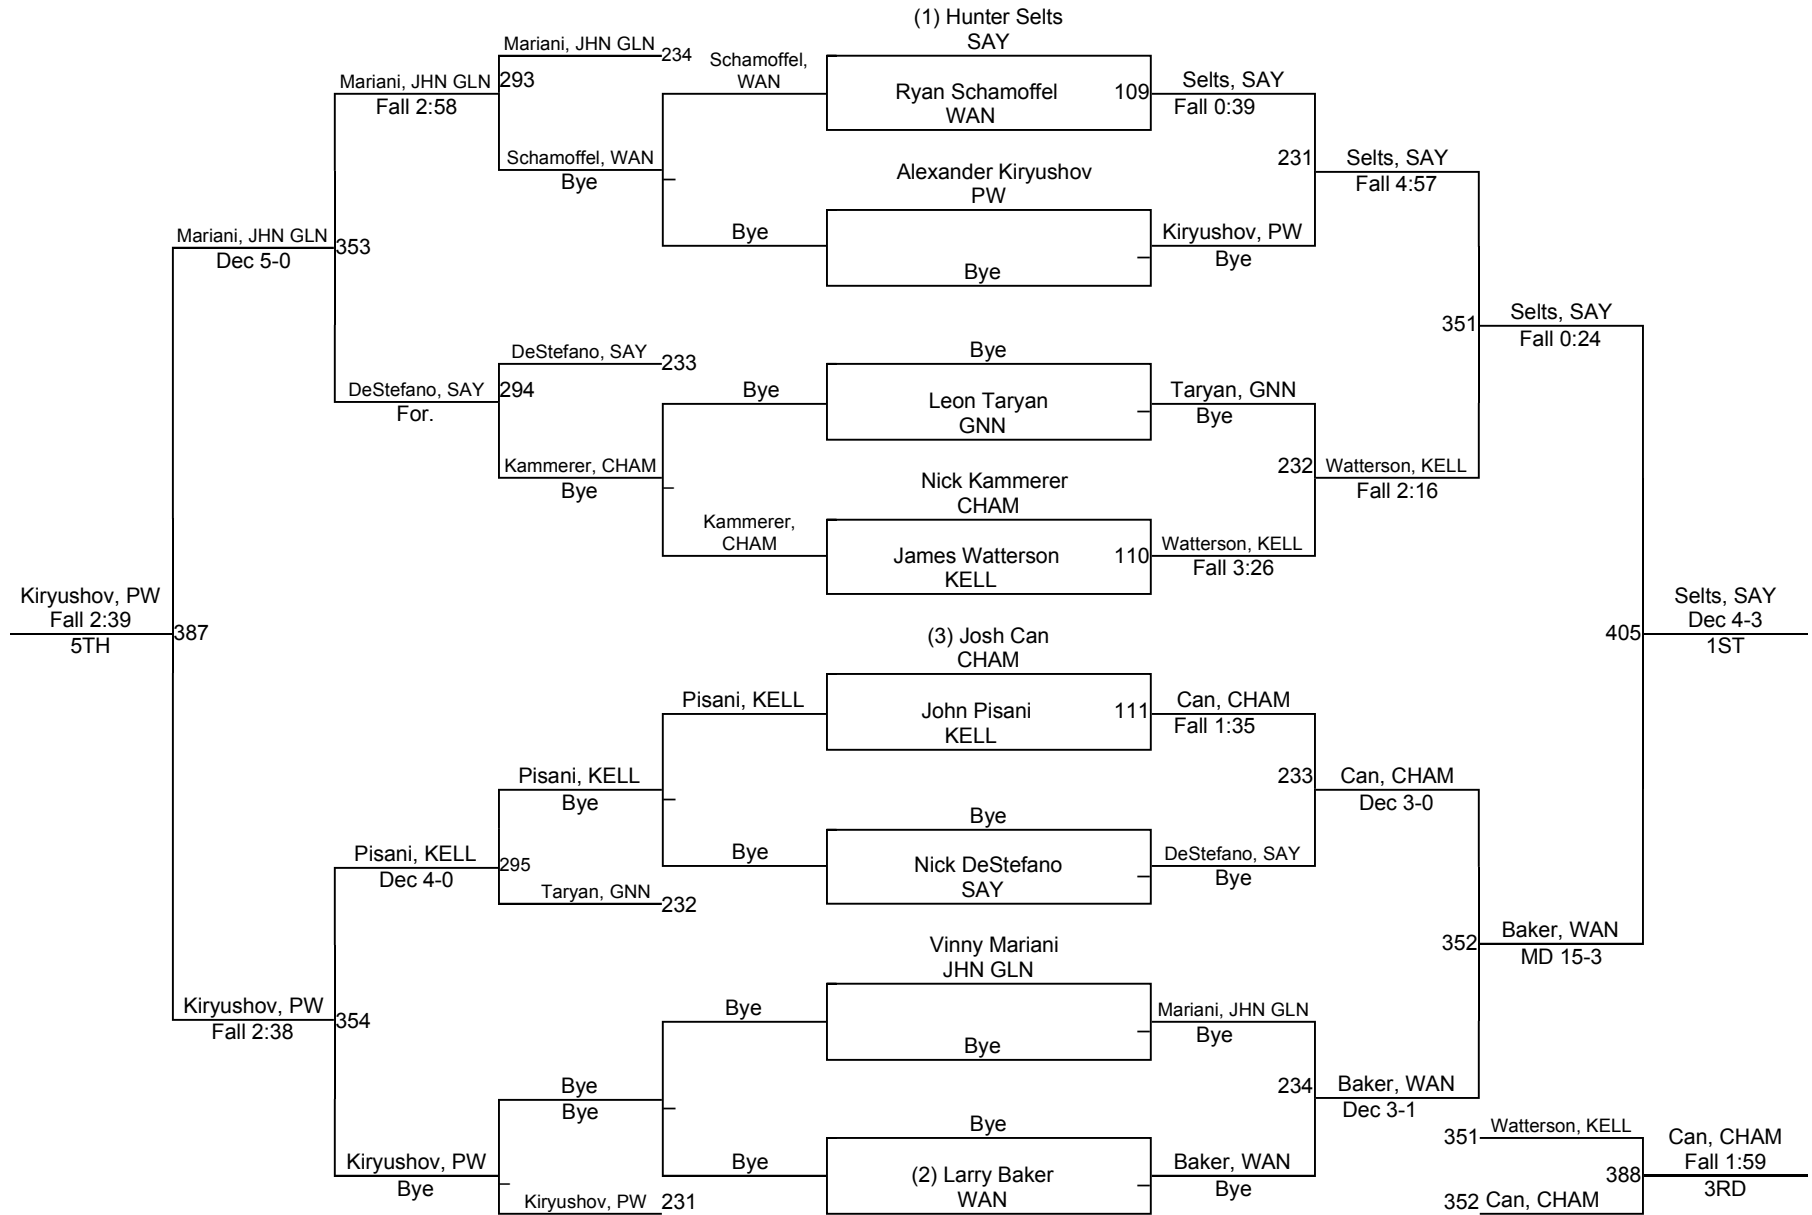 (1) Hunter Selts
SAY
Mariani, JHN GLN
234
Schamoffel,
WAN
Mariani, JHN GLN
293
Fall 2:58
Ryan Schamoffel
WAN
109
Selts, SAY
Fall 0:39
Schamoffel, WAN
Bye
231
Selts, SAY
Fall 4:57
Alexander Kiryushov
PW
Mariani, JHN GLN
Dec 5-0
353
Bye
Bye
Kiryushov, PW
Bye
351
Selts, SAY
Fall 0:24
DeStefano, SAY
233
Bye
DeStefano, SAY
294
For.
Bye
Leon Taryan
GNN
Taryan, GNN
Bye
Kammerer, CHAM
Bye
232
Watterson, KELL
Fall 2:16
Nick Kammerer
CHAM
Kammerer,
CHAM
James Watterson
KELL
110
Watterson, KELL
Fall 3:26
Kiryushov, PW
Fall 2:39
5TH
387
405
Selts, SAY
Dec 4-3
1ST
(3) Josh Can
CHAM
Pisani, KELL
John Pisani
KELL
111
Can, CHAM
Fall 1:35
Pisani, KELL
Bye
233
Can, CHAM
Dec 3-0
Bye
Pisani, KELL
Dec 4-0
295
Bye
Nick DeStefano
SAY
DeStefano, SAY
Bye
Taryan, GNN
232
352
Baker, WAN
MD 15-3
Vinny Mariani
JHN GLN
Kiryushov, PW
Fall 2:38
354
Bye
Bye
Mariani, JHN GLN
Bye
Bye
Bye
234
Baker, WAN
Dec 3-1
Bye
Kiryushov, PW
Bye
Bye
(2) Larry Baker
WAN
Baker, WAN
Bye
Kiryushov, PW
231
351
Watterson, KELL
388
Can, CHAM
Fall 1:59
3RD
352
Can, CHAM